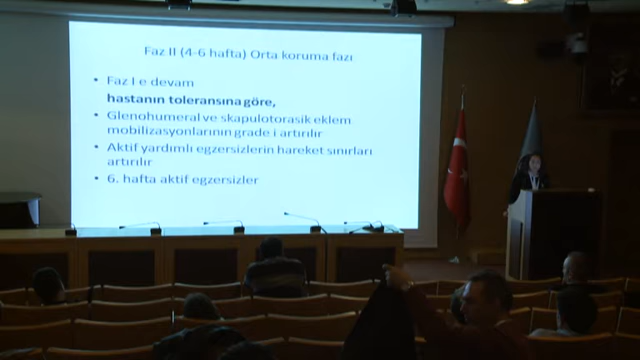 Faz II (4-6 hafta) Orta koruma fazı
• Faz I e devam
hastanın toleransına göre,
• Glenohumeral ve skapulotorasik eklem
mobilizasyonlarının grade i artırılır
• Aktif yardımlı egzersizlerin hareket sınırları
artırılır
• 6. hafta aktif egzersizler